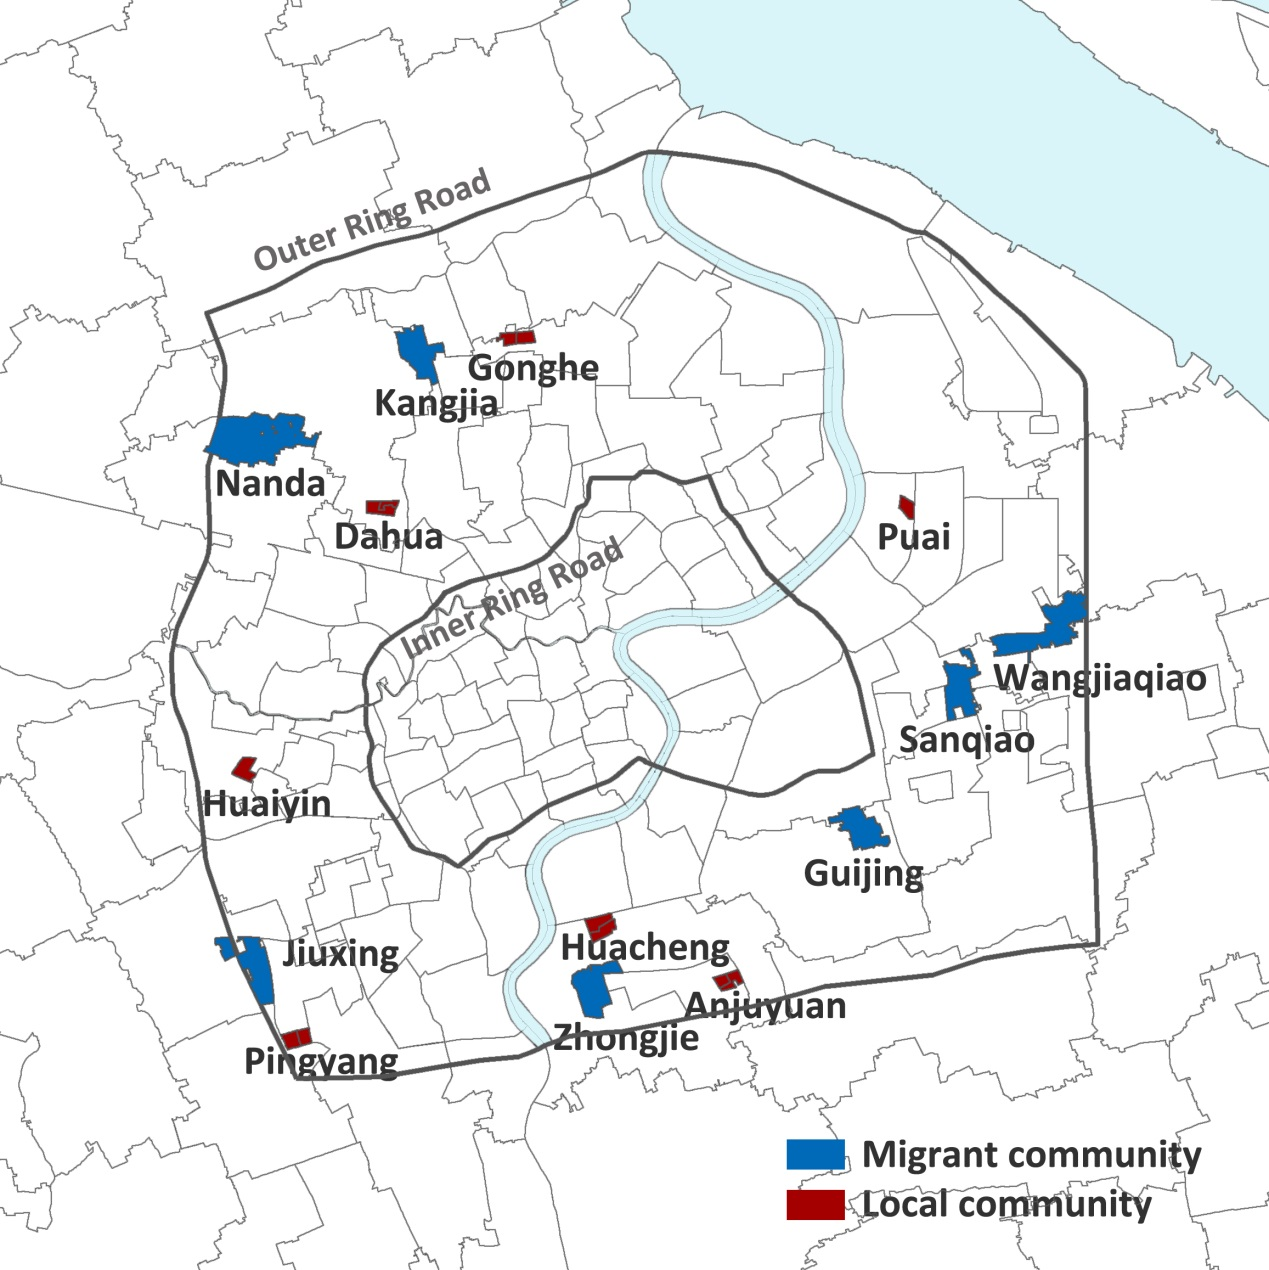 Outer Ring Road
Gonghe
Kangjia
Nanda
Dahua
Puai
Inner Ring Road
Wangjiaqiao
Sanqiao
Huaiyin
Guijing
Huacheng
Jiuxing
Anjuyuan
Zhongjie
Pingyang
Migrant community
Local community